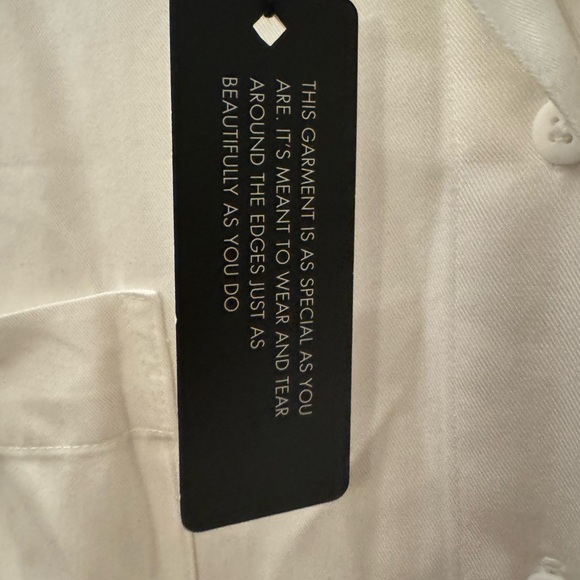 THIS GARMENT IS AS SPECIAL AS YOU
ARE. IT'S MEANT TO WEAR AND TEAR
AROUND THE EDGES JUST AS
BEAUTIFULLY AS YOU DO